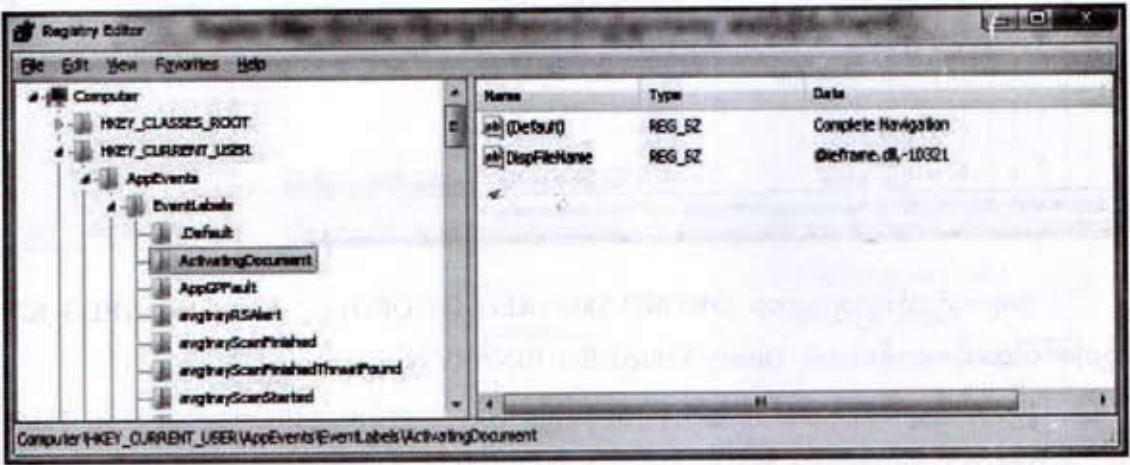 Registry Editor
File Edit View Favorites Help
Computer
HKEY_CLASSES_ROOT
HKEY_CURRENT_USER
AppEvents
EventLabels
.Default
ActivatingDocument
AppGPFault
avgtrayRSAlert
avgtrayScanFinished
avgtrayScanFinishedThreatFound
avgtrayScanStarted
Name Type Data
(Default) REG_SZ Complete Navigation
DispFileName REG_SZ @ieframe.dll,-10321
Computer\HKEY_CURRENT_USER\AppEvents\EventLabels\ActivatingDocument